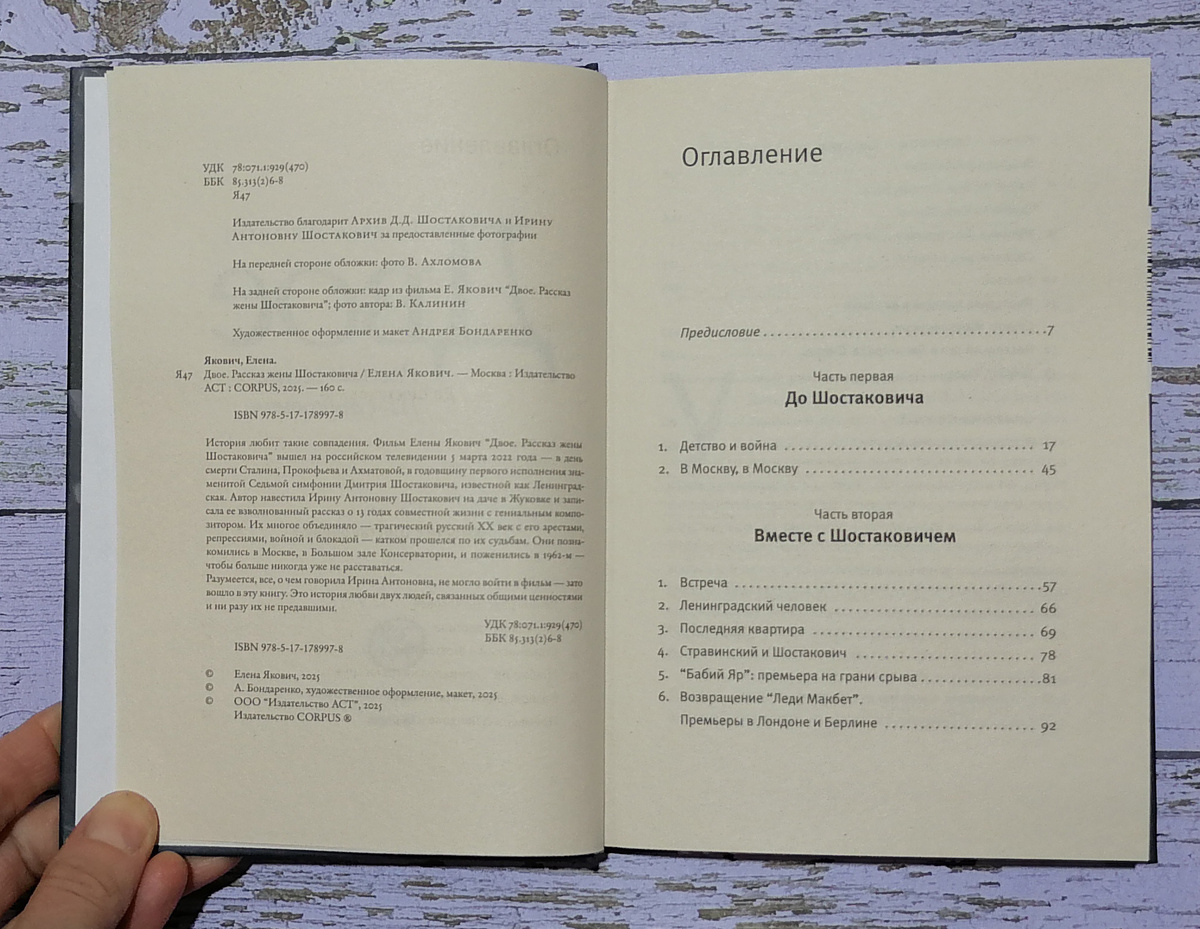 УДК 78:071.1:929(470)
ББК 85.313(2)6-8
Я47
Издательство благодарит Архив Д.Д. Шостаковича и Ирину
Антоновну Шостакович за предоставленные фотографии
На передней стороне обложки: фото В. Ахломова
На задней стороне обложки: кадр из фильма Е. Якович "Двое. Рассказ
жены Шостаковича"; фото автора: В. Калинин
Художественное оформление и макет Андрея Бондаренко
Якович, Елена.
Я47 Двое. Рассказ жены Шостаковича / Елена Якович. — Москва : Издательство
АСТ : CORPUS, 2025. — 160 с.
ISBN 978-5-17-178997-8
История любит такие совпадения. Фильм Елены Якович "Двое. Рассказ жены
Шостаковича" вышел на российском телевидении 5 марта 2022 года — в день
смерти Сталина, Прокофьева и Ахматовой, в годовщину первого исполнения зна-
менитой Седьмой симфонии Дмитрия Шостаковича, известной как Ленинград-
ская. Автор навестила Ирину Антоновну Шостакович на даче в Жуковке и запи-
сала ее взволнованный рассказ о 13 годах совместной жизни с гениальным компо-
зитором. Их многое объединяло — трагический русский XX век с его арестами,
репрессиями, войной и блокадой — катком прошелся по их судьбам. Они позна-
комились в Москве, в Большом зале Консерватории, и поженились в 1962-м —
чтобы больше никогда уже не расставаться.
Разумеется, все, о чем говорила Ирина Антоновна, не могло войти в фильм — зато
вошло в эту книгу. Это история любви двух людей, связанных общими ценностями
и ни разу их не предавшими.
УДК 78:071.1:929(470)
ББК 85.313(2)6-8
ISBN 978-5-17-178997-8
© Елена Якович, 2025
© А. Бондаренко, художественное оформление, макет, 2025
© ООО "Издательство АСТ", 2025
Издательство CORPUS ®
Оглавление
Предисловие ........................................7
Часть первая
До Шостаковича
1. Детство и война .................................... 17
2. В Москву, в Москву ................................. 45
Часть вторая
Вместе с Шостаковичем
1. Встреча ............................................57
2. Ленинградский человек .............................. 66
3. Последняя квартира ................................. 69
4. Стравинский и Шостакович ........................... 78
5. "Бабий Яр": премьера на грани срыва ................81
6. Возвращение "Леди Макбет".
Премьеры в Лондоне и Берлине ....................... 92